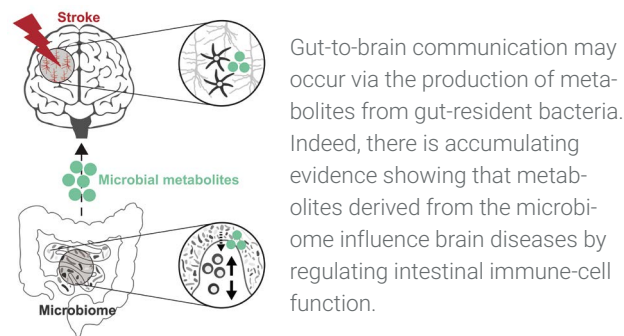 Stroke
Microbial metabolites
Microbiome
Gut-to-brain communication may
occur via the production of meta-
bolites from gut-resident bacteria.
Indeed, there is accumulating
evidence showing that metab-
olites derived from the microbi-
ome influence brain diseases by
regulating intestinal immune-cell
function.